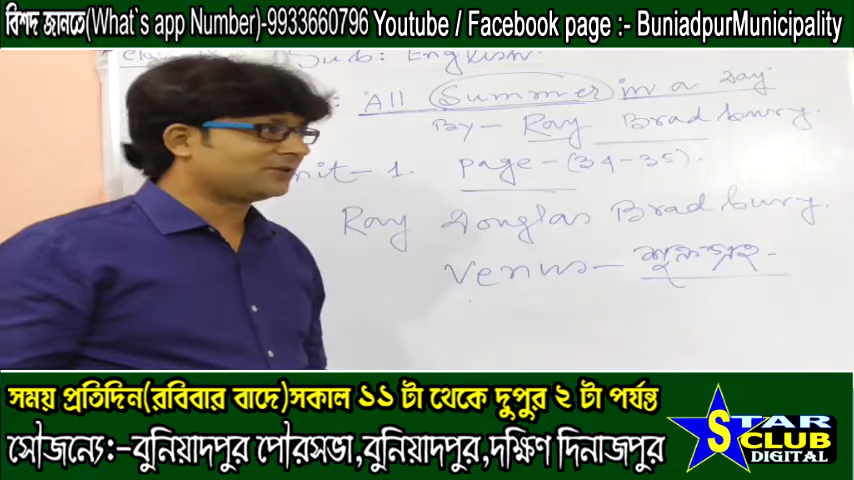 বিশদ জানতে(What`s app Number)-9933660796 Youtube / Facebook page :- BuniadpurMunicipality
Sub: English.
All Summer in a Day
By - Ray Bradbury.
Unit - 1. page - (34 - 35).
Ray Douglas Bradbury.
Venus - শুক্রগ্রহ -
সময় প্রতিদিন(রবিবার বাদে)সকাল ১১ টা থেকে দুপুর ২ টা পর্যন্ত
সৌজন্যে:-বুনিয়াদপুর পৌরসভা,বুনিয়াদপুর,দক্ষিণ দিনাজপুর
STAR
CLUB
DIGITAL